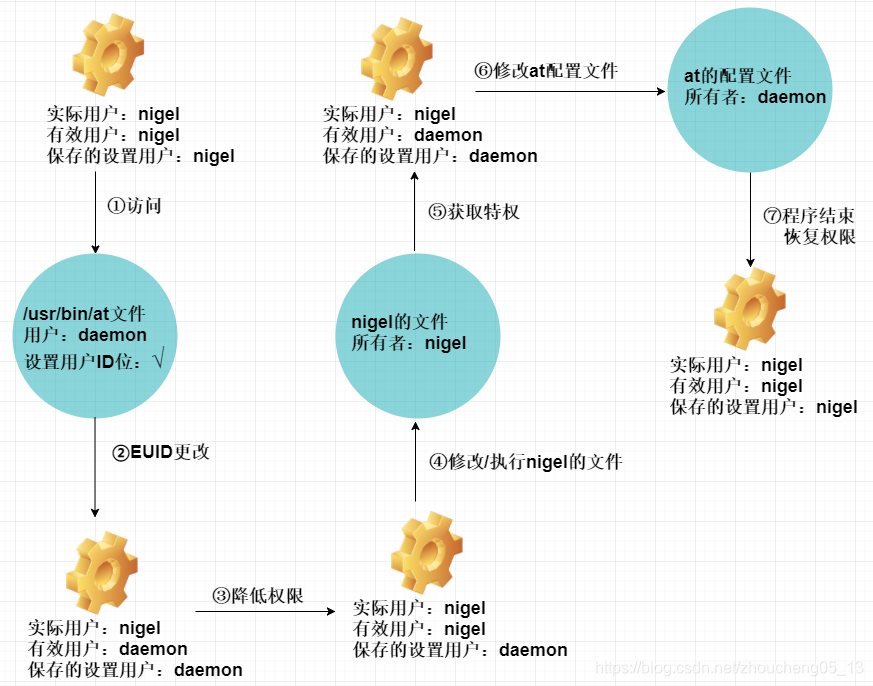 实际用户：nigel
有效用户：nigel
保存的设置用户：nigel
①访问
/usr/bin/at文件
用户：daemon
设置用户ID位：√
②EUID更改
实际用户：nigel
有效用户：daemon
保存的设置用户：daemon
③降低权限
实际用户：nigel
有效用户：nigel
保存的设置用户：daemon
④修改/执行nigel的文件
nigel的文件
所有者：nigel
⑤获取特权
实际用户：nigel
有效用户：daemon
保存的设置用户：daemon
⑥修改at配置文件
at的配置文件
所有者：daemon
⑦程序结束
恢复权限
实际用户：nigel
有效用户：nigel
保存的设置用户：nigel
https://blog.csdn.net/zhoucheng05_13